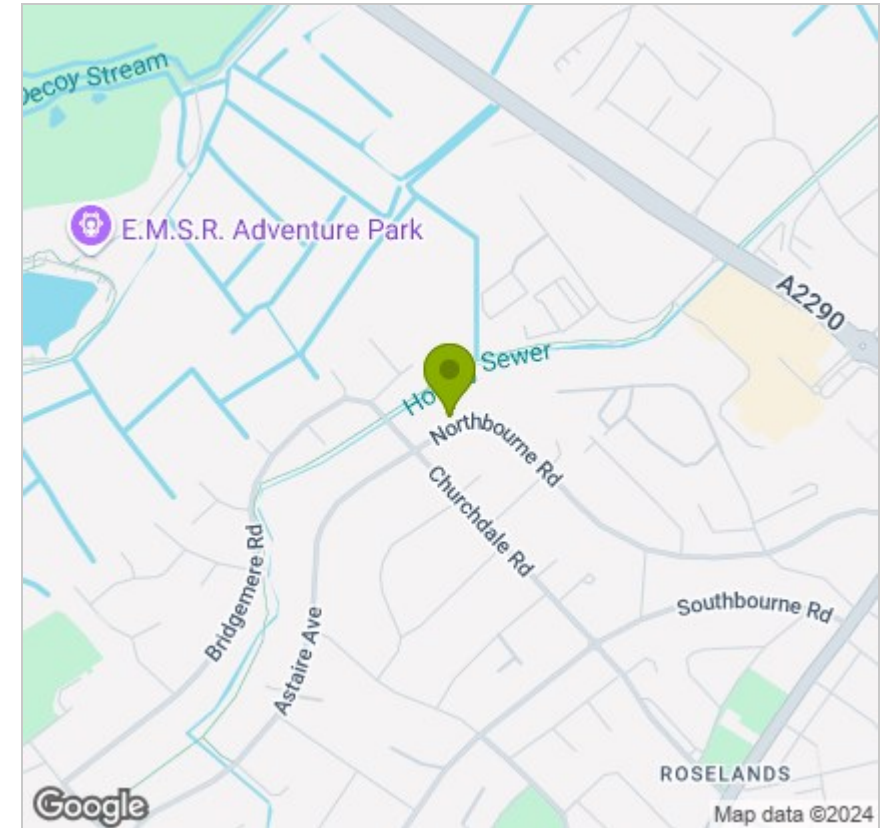 Decoy Stream
E.M.S.R. Adventure Park
A2290
Sewer
Northbourne Rd
Churchdale Rd
Bridgemere Rd
Astaire Ave
Southbourne Rd
ROSELANDS
Google
Map data ©2024